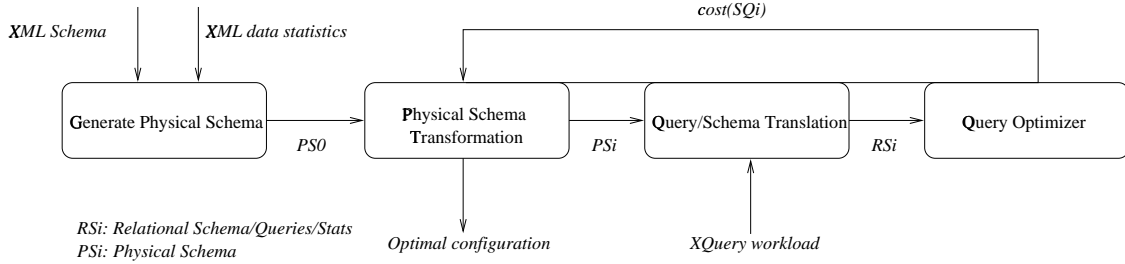 cost(SQi)
XML Schema
XML data statistics
Generate Physical Schema
PS0
Physical Schema
Transformation
PSi
Query/Schema Translation
RSi
Query Optimizer
RSi: Relational Schema/Queries/Stats
PSi: Physical Schema
Optimal configuration
XQuery workload